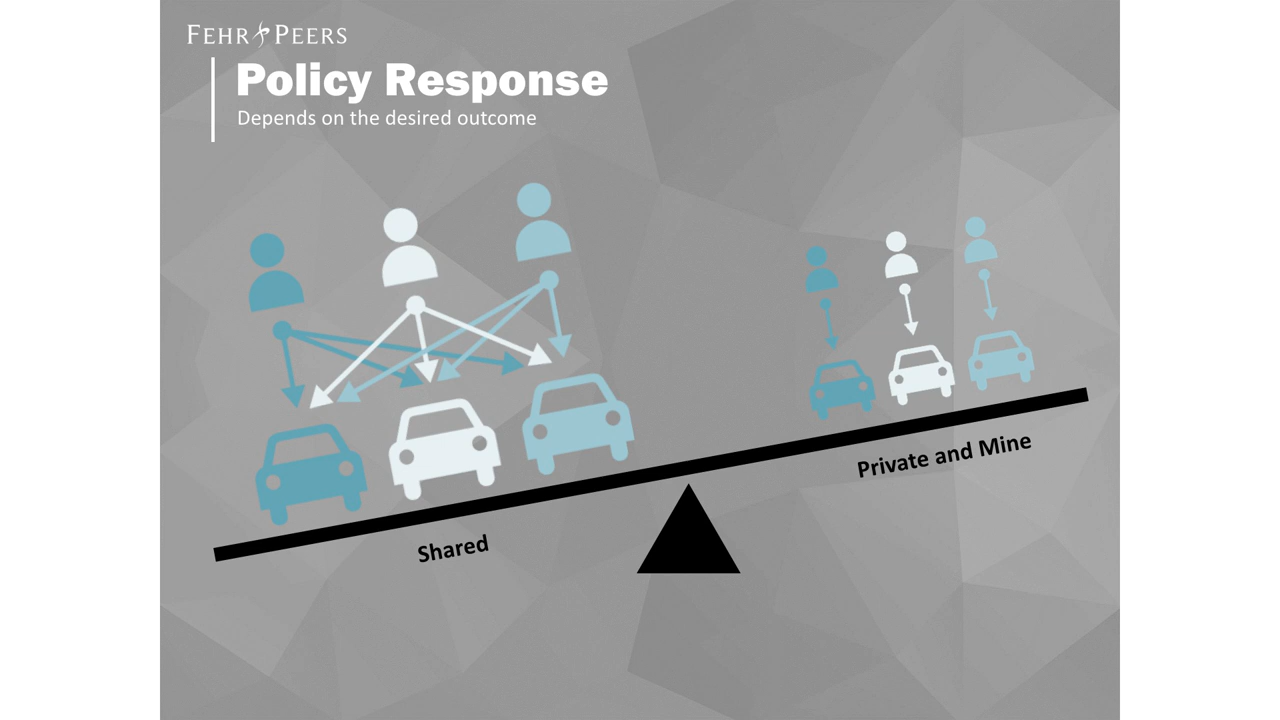 FEHR PEERS
Policy Response
Depends on the desired outcome
Private and Mine
Shared